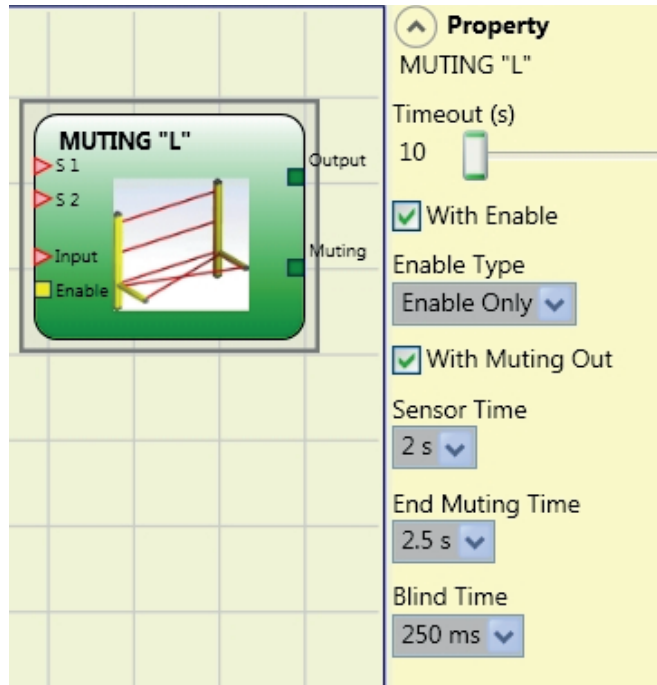 MUTING "L"
S 1
Output
S 2
Input
Muting
Enable
Property
MUTING "L"
Timeout (s)
10
With Enable
Enable Type
Enable Only
With Muting Out
Sensor Time
2 s
End Muting Time
2.5 s
Blind Time
250 ms